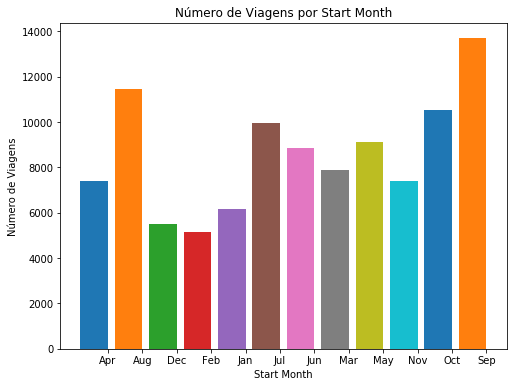 Número de Viagens por Start Month
14000
12000
10000
8000
6000
4000
2000
0
Número de Viagens
Apr Aug Dec Feb Jan Jul Jun Mar May Nov Oct Sep
Start Month